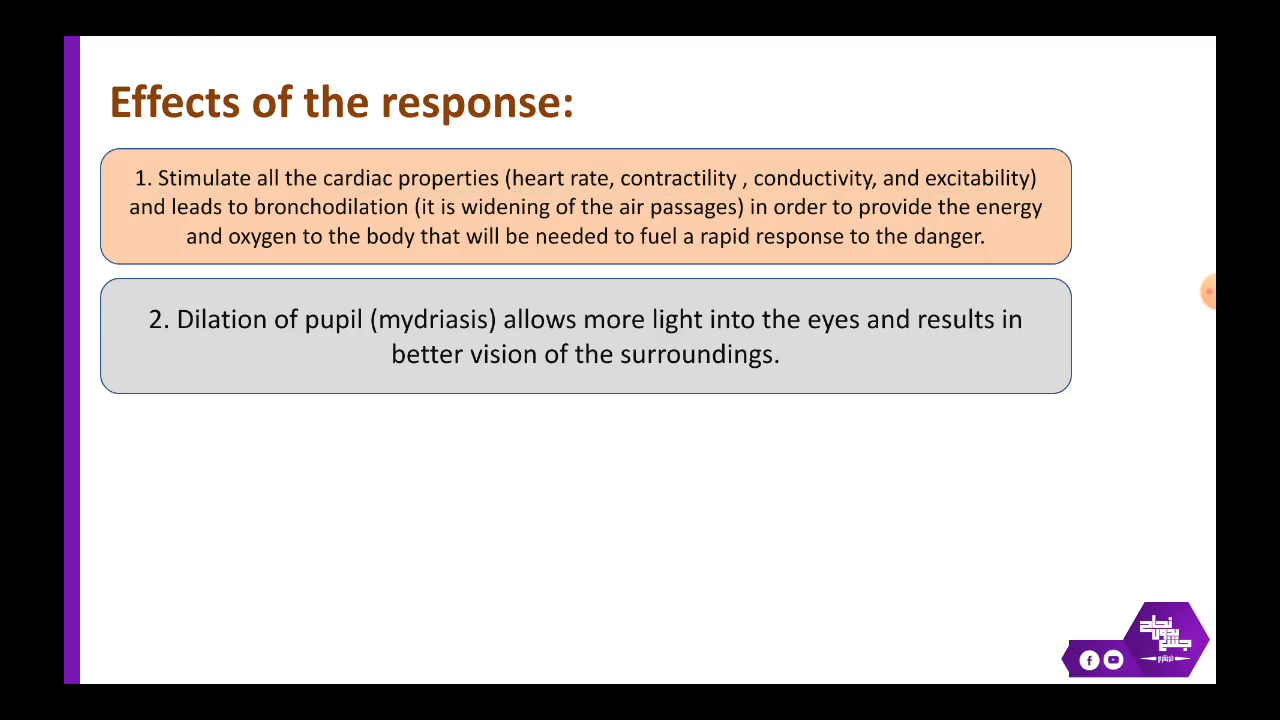 Effects of the response:
1. Stimulate all the cardiac properties (heart rate, contractility , conductivity, and excitability)
and leads to bronchodilation (it is widening of the air passages) in order to provide the energy
and oxygen to the body that will be needed to fuel a rapid response to the danger.
2. Dilation of pupil (mydriasis) allows more light into the eyes and results in
better vision of the surroundings.
نجاح
بدون